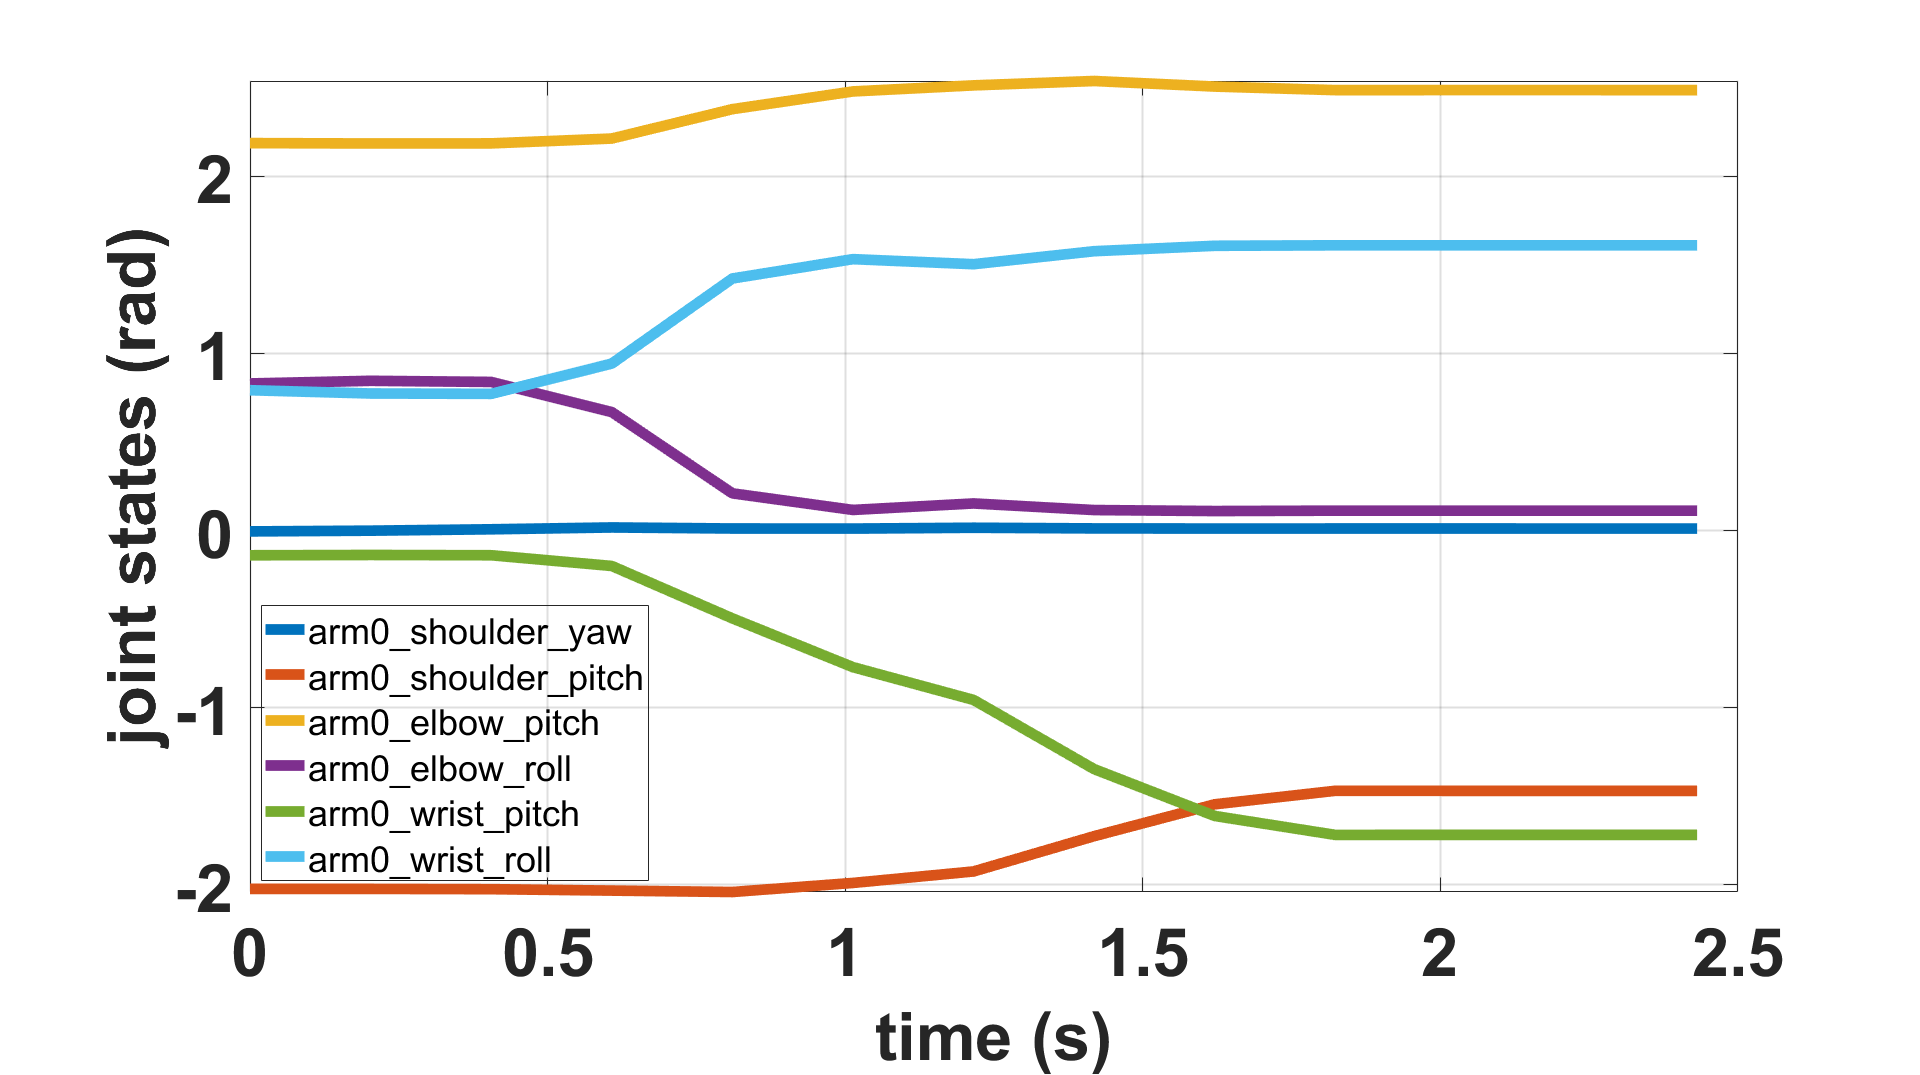 joint states (rad)
2
1
0
-1
-2
arm0_shoulder_yaw
arm0_shoulder_pitch
arm0_elbow_pitch
arm0_elbow_roll
arm0_wrist_pitch
arm0_wrist_roll
0 0.5 1 1.5 2 2.5
time (s)